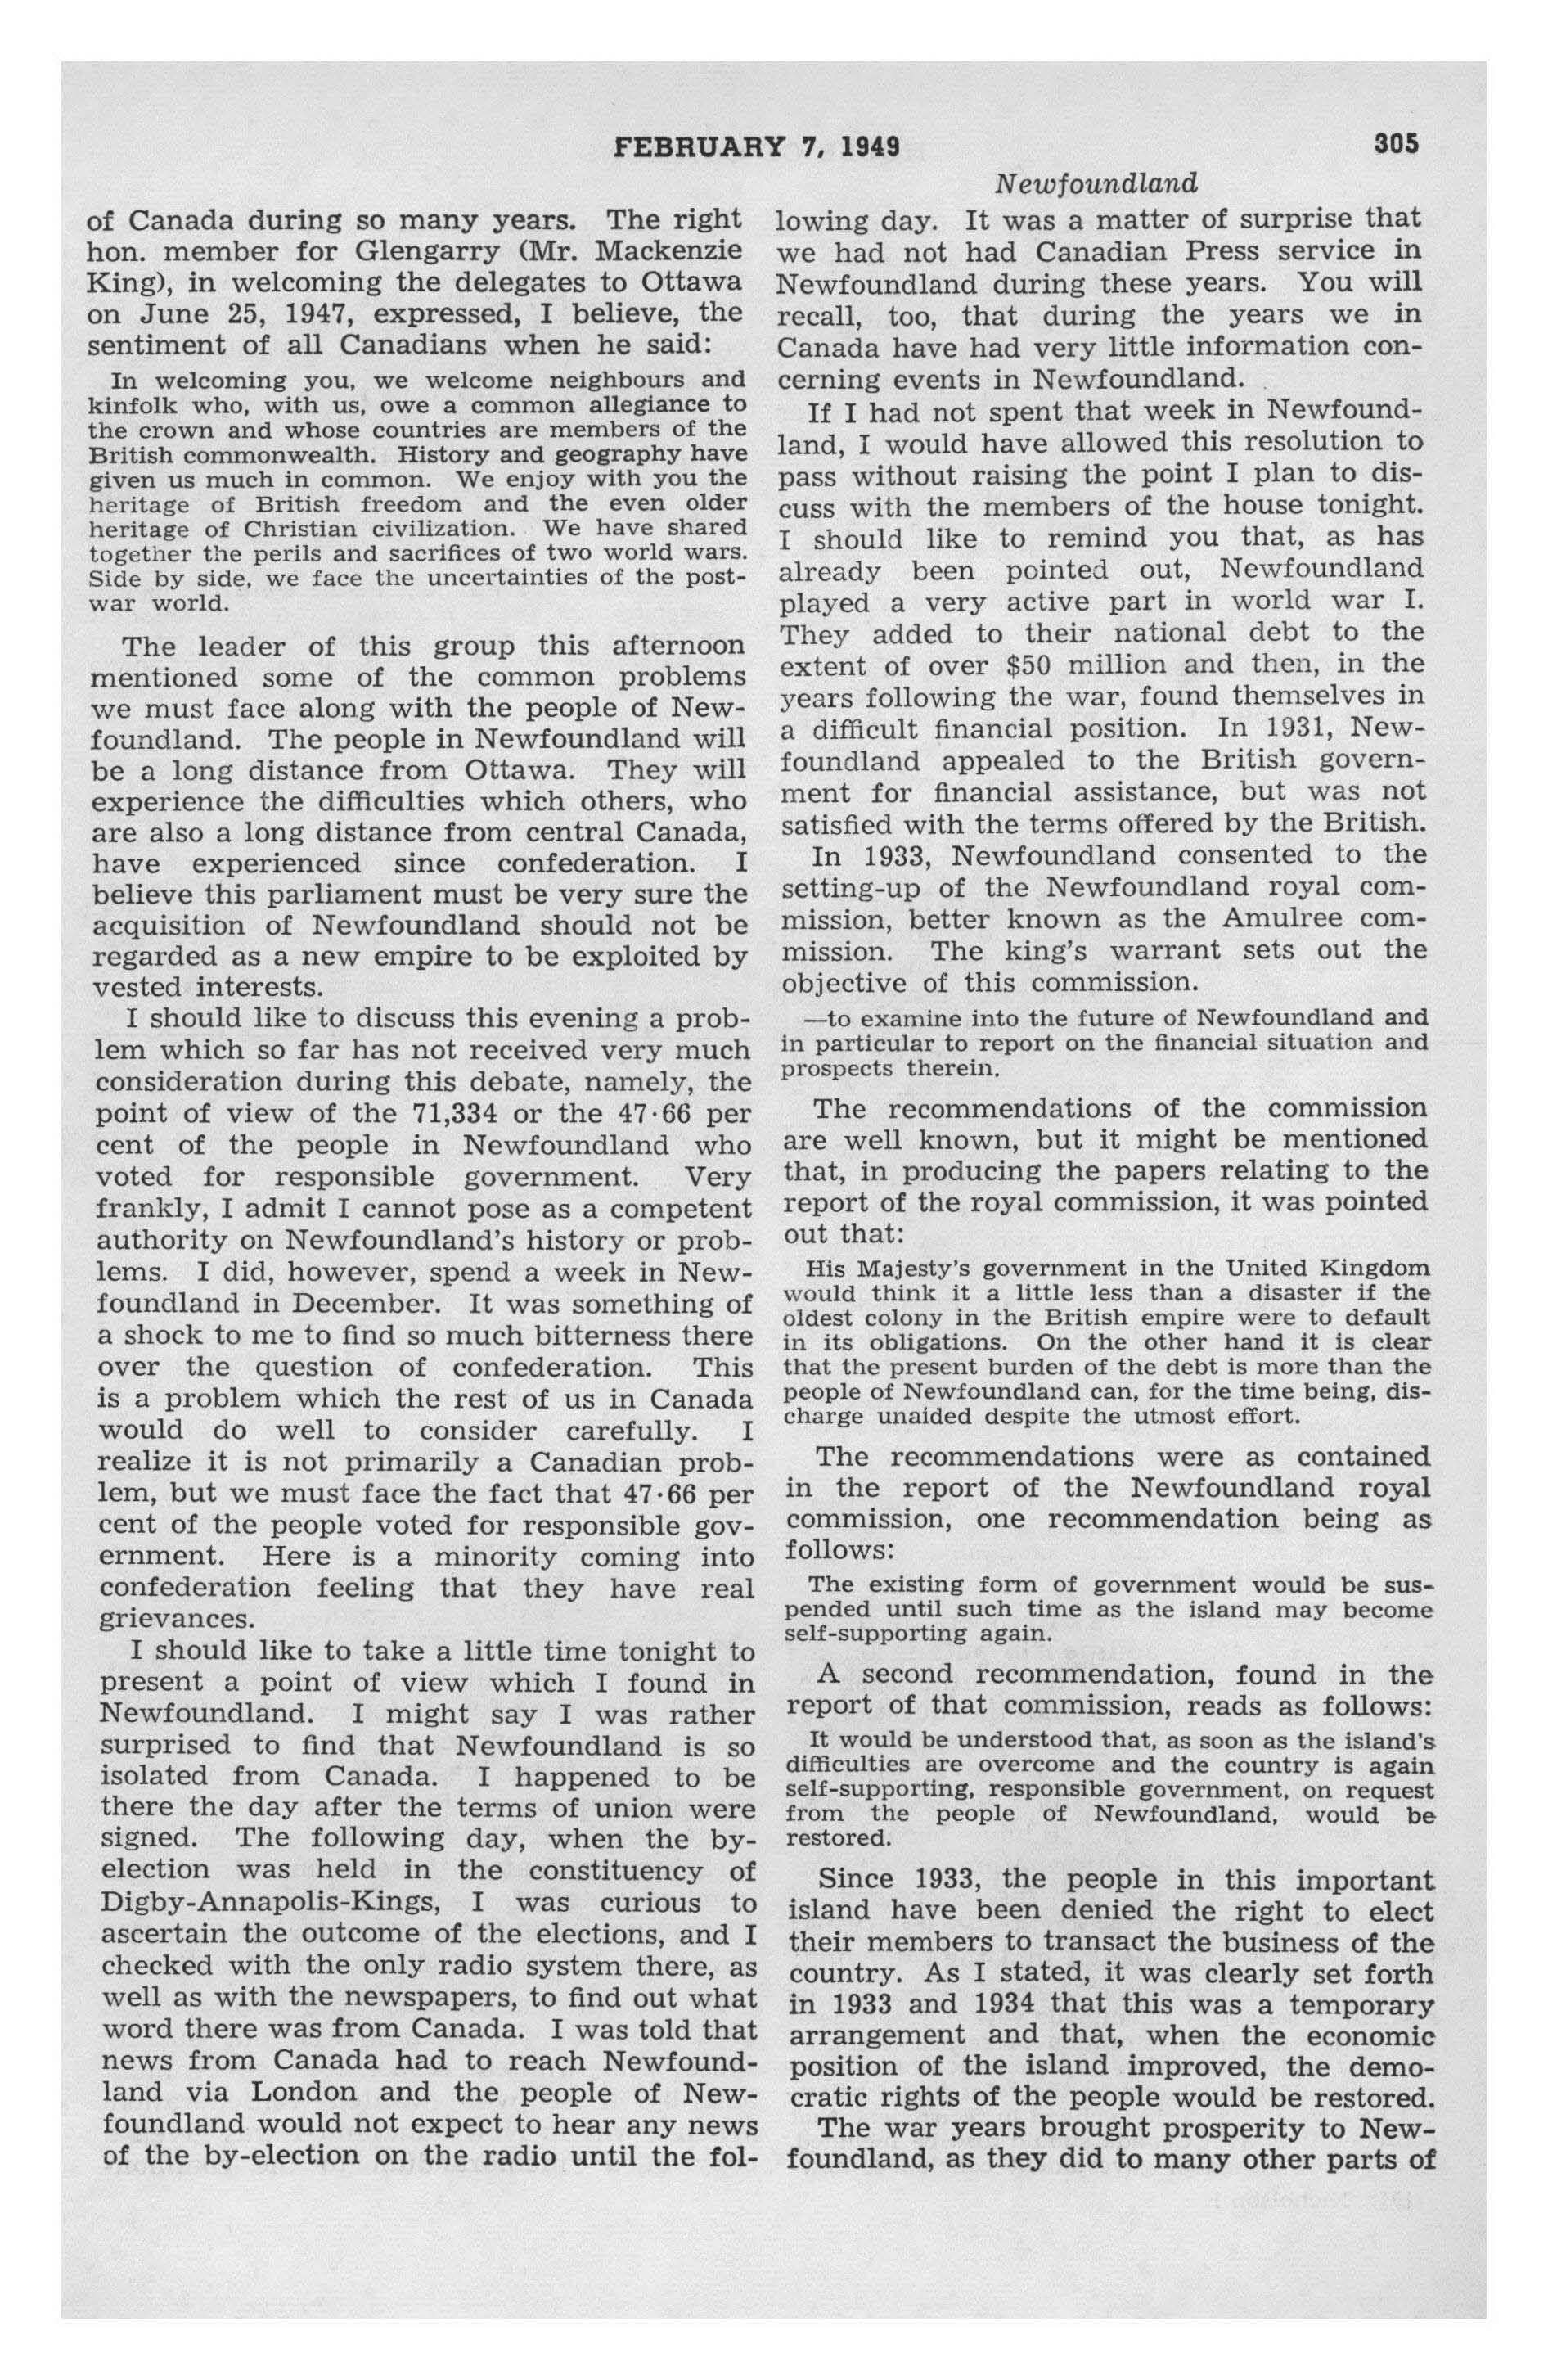 FEBRUARY 7, 1949
305
Newfoundland
of Canada during so many years. The right
hon. member for Glengarry (Mr. Mackenzie
King), in welcoming the delegates to Ottawa
on June 25, 1947, expressed, I believe, the
sentiment of all Canadians when he said:
In welcoming you, we welcome neighbours and
kinfolk who, with us, owe a common allegiance to
the crown and whose countries are members of the
British commonwealth. History and geography have
given us much in common. We enjoy with you the
heritage of British freedom and the even older
heritage of Christian civilization. We have shared
together the perils and sacrifices of two world wars.
Side by side, we face the uncertainties of the post-
war world.
The leader of this group this afternoon
mentioned some of the common problems
we must face along with the people of New-
foundland. The people in Newfoundland will
be a long distance from Ottawa. They will
experience the difficulties which others, who
are also a long distance from central Canada,
have experienced since confederation. I
believe this parliament must be very sure the
acquisition of Newfoundland should not be
regarded as a new empire to be exploited by
vested interests.
I should like to discuss this evening a prob-
lem which so far has not received very much
consideration during this debate, namely, the
point of view of the 71,334 or the 47·66 per
cent of the people in Newfoundland who
voted for responsible government. Very
frankly, I admit I cannot pose as a competent
authority on Newfoundland's history or prob-
lems. I did, however, spend a week in New-
foundland in December. It was something of
a shock to me to find so much bitterness there
over the question of confederation. This
is a problem which the rest of us in Canada
would do well to consider carefully. I
realize it is not primarily a Canadian prob-
lem, but we must face the fact that 47·66 per
cent of the people voted for responsible gov-
ernment. Here is a minority coming into
confederation feeling that they have real
grievances.
I should like to take a little time tonight to
present a point of view which I found in
Newfoundland. I might say I was rather
surprised to find that Newfoundland is so
isolated from Canada. I happened to be
there the day after the terms of union were
signed. The following day, when the by-
election was held in the constituency of
Digby-Annapolis-Kings, I was curious to
ascertain the outcome of the elections, and I
checked with the only radio system there, as
well as with the newspapers, to find out what
word there was from Canada. I was told that
news from Canada had to reach Newfound-
land via London and the people of New-
foundland would not expect to hear any news
of the by-election on the radio until the fol-
lowing day. It was a matter of surprise that
we had not had Canadian Press service in
Newfoundland during these years. You will
recall, too, that during the years we in
Canada have had very little information con-
cerning events in Newfoundland.
If I had not spent that week in Newfound-
land, I would have allowed this resolution to
pass without raising the point I plan to dis-
cuss with the members of the house tonight.
I should like to remind you that, as has
already been pointed out, Newfoundland
played a very active part in world war I.
They added to their national debt to the
extent of over $50 million and then, in the
years following the war, found themselves in
a difficult financial position. In 1931, New-
foundland appealed to the British govern-
ment for financial assistance, but was not
satisfied with the terms offered by the British.
In 1933, Newfoundland consented to the
setting-up of the Newfoundland royal com-
mission, better known as the Amulree com-
mission. The king's warrant sets out the
objective of this commission.
—to examine into the future of Newfoundland and
in particular to report on the financial situation and
prospects therein.
The recommendations of the commission
are well known, but it might be mentioned
that, in producing the papers relating to the
report of the royal commission, it was pointed
out that:
His Majesty's government in the United Kingdom
would think it a little less than a disaster if the
oldest colony in the British empire were to default
in its obligations. On the other hand it is clear
that the present burden of the debt is more than the
people of Newfoundland can, for the time being, dis-
charge unaided despite the utmost effort.
The recommendations were as contained
in the report of the Newfoundland royal
commission, one recommendation being as
follows:
The existing form of government would be sus-
pended until such time as the island may become
self-supporting again.
A second recommendation, found in the
report of that commission, reads as follows:
It would be understood that, as soon as the island's
difficulties are overcome and the country is again
self-supporting, responsible government, on request
from the people of Newfoundland, would be
restored.
Since 1933, the people in this important
island have been denied the right to elect
their members to transact the business of the
country. As I stated, it was clearly set forth
in 1933 and 1934 that this was a temporary
arrangement and that, when the economic
position of the island improved, the demo-
cratic rights of the people would be restored.
The war years brought prosperity to New-
foundland, as they did to many other parts of